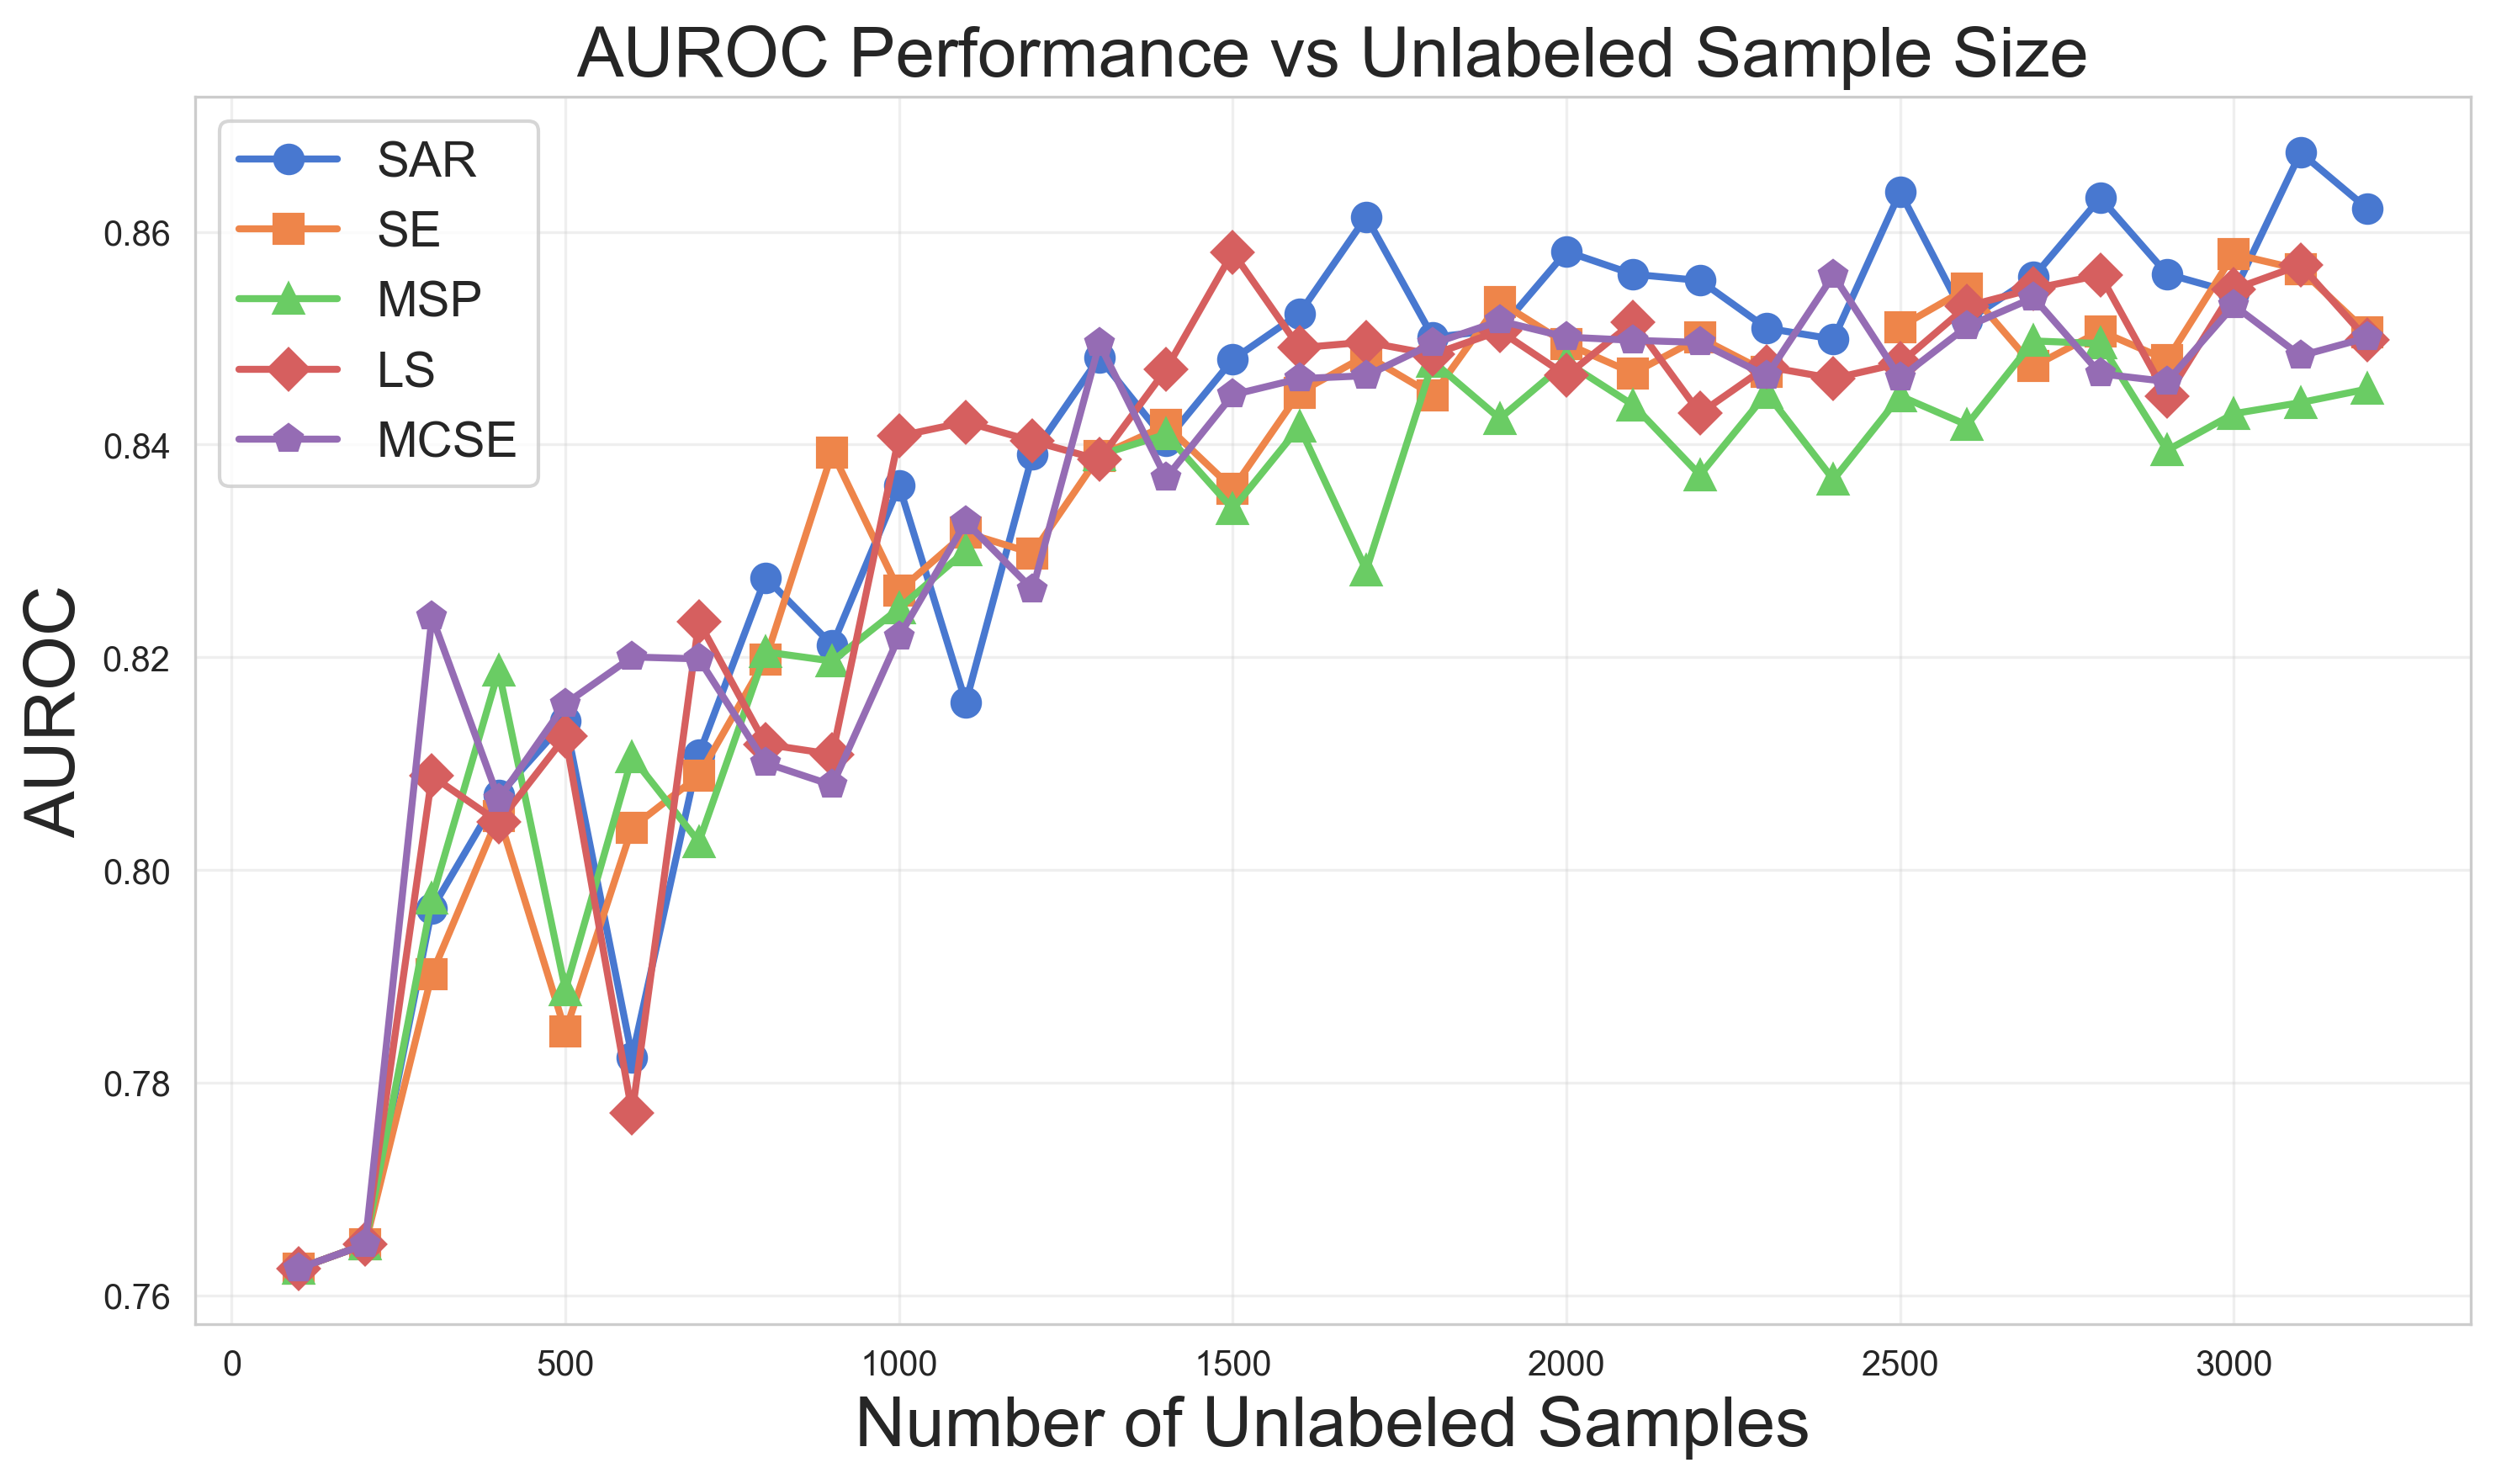 AUROC Performance vs Unlabeled Sample Size
SAR
SE
MSP
LS
MCSE
AUROC
0.86
0.84
0.82
0.80
0.78
0.76
0
500
1000
1500
2000
2500
3000
Number of Unlabeled Samples